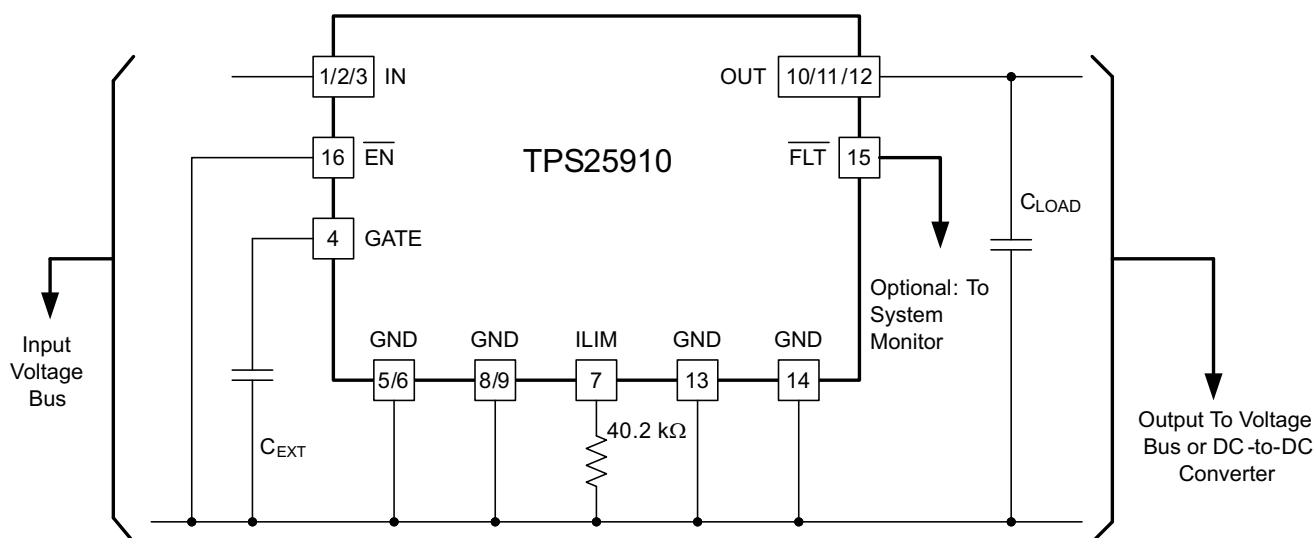 1/2/3
IN
OUT
10/11/12
16
EN
TPS25910
FLT
15
4
GATE
CLOAD
Optional: To
System
Monitor
Input
Voltage
Bus
GND
GND
ILIM
GND
GND
5/6
8/9
7
13
14
CEXT
40.2 kΩ
Output To Voltage
Bus or DC-to-DC
Converter